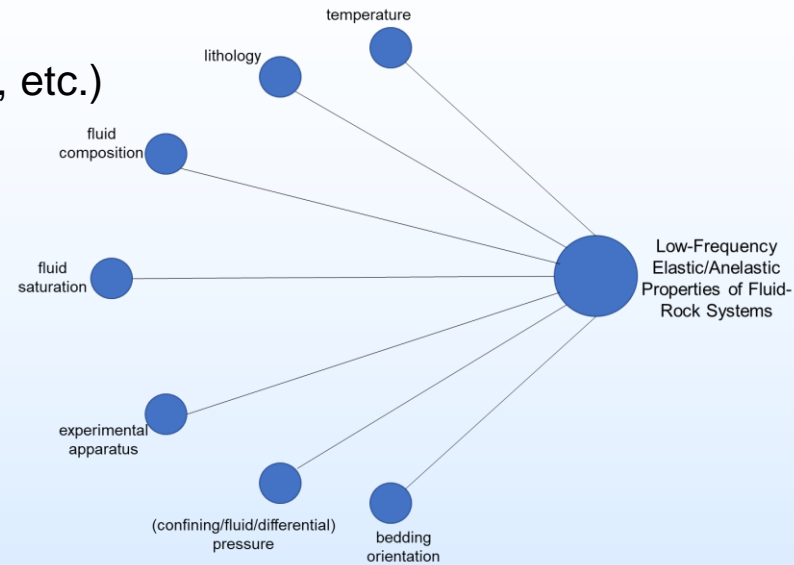 , etc.)
temperature
lithology
fluid
composition
fluid
saturation
Low-Frequency
Elastic/Anelastic
Properties of Fluid-
Rock Systems
experimental
apparatus
(confining/fluid/differential)
pressure
bedding
orientation